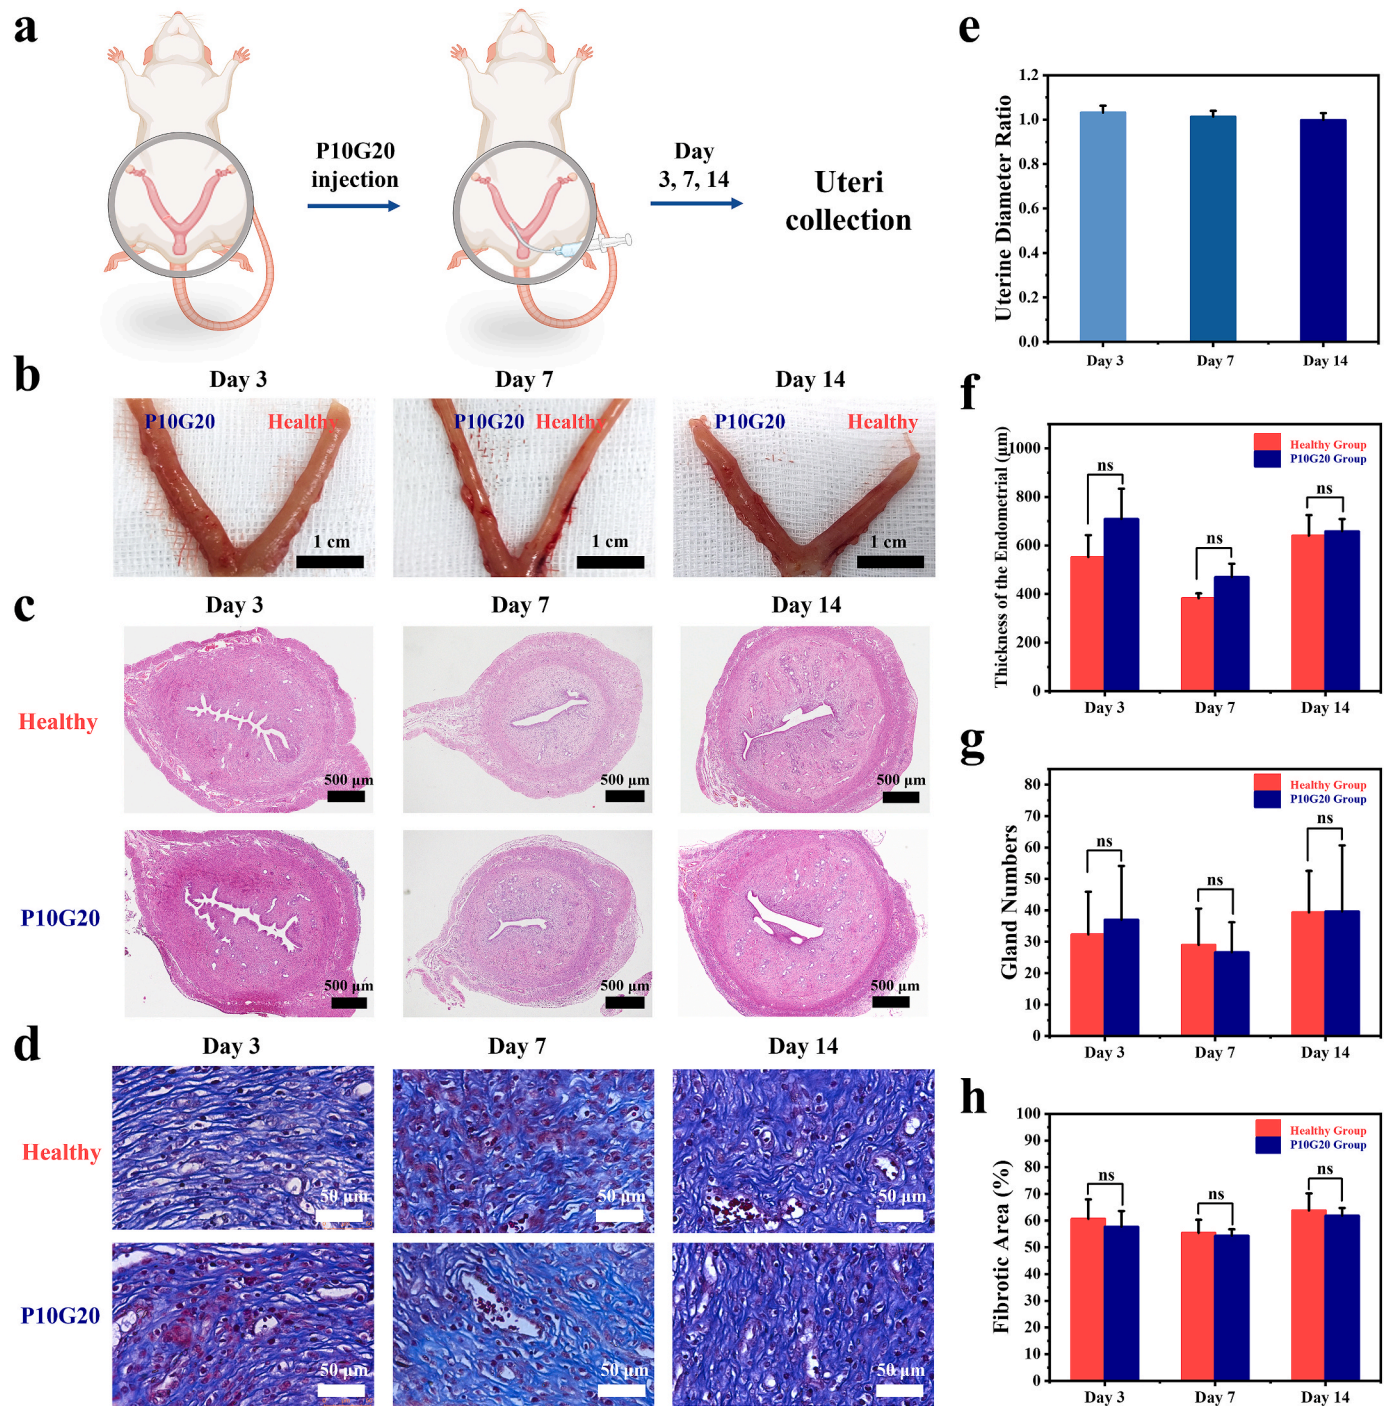 a
P10G20
injection
Day
3, 7, 14
Uteri
collection
b
Day 3
Day 7
Day 14
P10G20
Healthy
1 cm
P10G20
Healthy
1 cm
P10G20
Healthy
1 cm
c
Day 3
Day 7
Day 14
Healthy
500 μm
500 μm
500 μm
P10G20
500 μm
500 μm
500 μm
d
Day 3
Day 7
Day 14
Healthy
50 μm
50 μm
50 μm
P10G20
50 μm
50 μm
50 μm
e
Uterine Diameter Ratio
1.2
1.0
0.8
0.6
0.4
0.2
0.0
Day 3
Day 7
Day 14
f
Thickness of the Endometrial (μm)
1000
800
600
400
200
0
Healthy Group
P10G20 Group
ns
ns
ns
Day 3
Day 7
Day 14
g
Gland Numbers
80
70
60
50
40
30
20
10
0
Healthy Group
P10G20 Group
ns
ns
ns
Day 3
Day 7
Day 14
h
Fibrotic Area (%)
100
90
80
70
60
50
40
30
20
10
0
Healthy Group
P10G20 Group
ns
ns
ns
Day 3
Day 7
Day 14